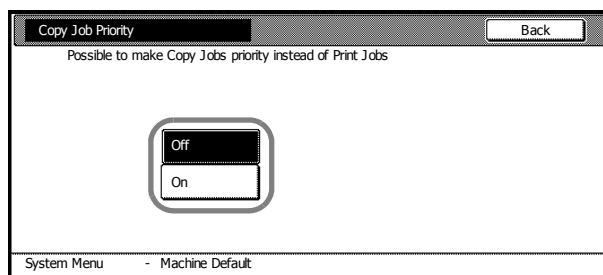 Copy Job Priority Back
Possible to make Copy Jobs priority instead of Print Jobs
Off
On
System Menu - Machine Default